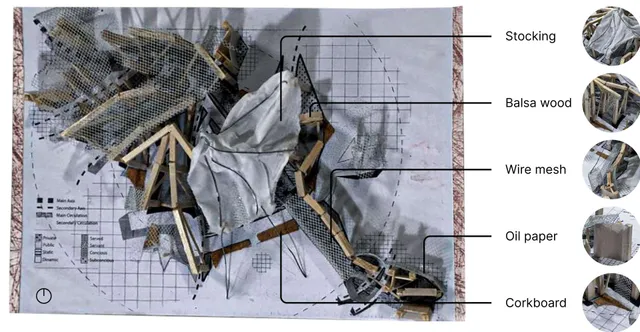 Stocking
Balsa wood
Wire mesh
Oil paper
Corkboard
Main Axis
Secondary Axis
Main Circulation
Secondary Circulation
Private
Public
Static
Dynamic
Served
Servant
Conscious
Subconscious